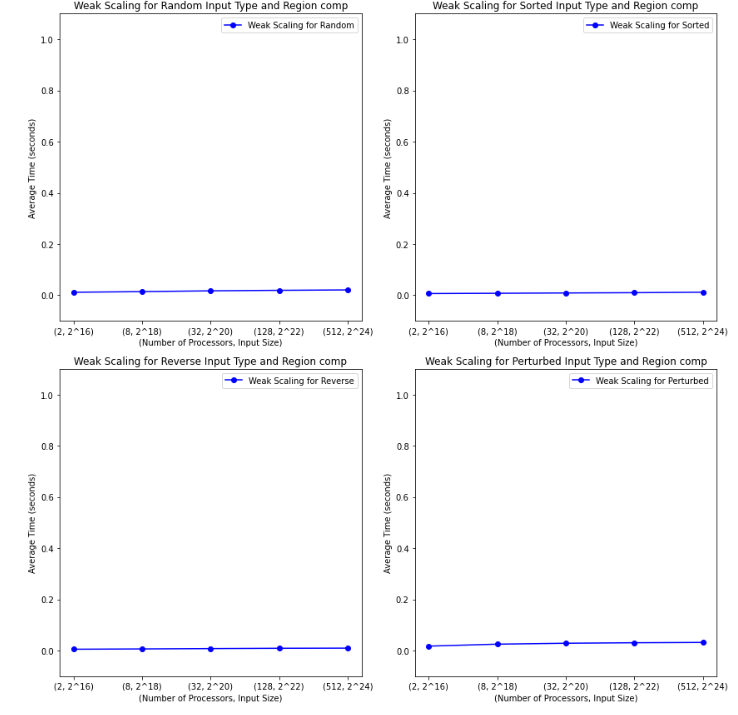 Weak Scaling for Random Input Type and Region comp
Weak Scaling for Random
1.0
0.8
0.6
0.4
0.2
0.0
Average Time (seconds)
(2, 2^16) (8, 2^18) (32, 2^20) (128, 2^22) (512, 2^24)
(Number of Processors, Input Size)
Weak Scaling for Sorted Input Type and Region comp
Weak Scaling for Sorted
1.0
0.8
0.6
0.4
0.2
0.0
Average Time (seconds)
(2, 2^16) (8, 2^18) (32, 2^20) (128, 2^22) (512, 2^24)
(Number of Processors, Input Size)
Weak Scaling for Reverse Input Type and Region comp
Weak Scaling for Reverse
1.0
0.8
0.6
0.4
0.2
0.0
Average Time (seconds)
(2, 2^16) (8, 2^18) (32, 2^20) (128, 2^22) (512, 2^24)
(Number of Processors, Input Size)
Weak Scaling for Perturbed Input Type and Region comp
Weak Scaling for Perturbed
1.0
0.8
0.6
0.4
0.2
0.0
Average Time (seconds)
(2, 2^16) (8, 2^18) (32, 2^20) (128, 2^22) (512, 2^24)
(Number of Processors, Input Size)